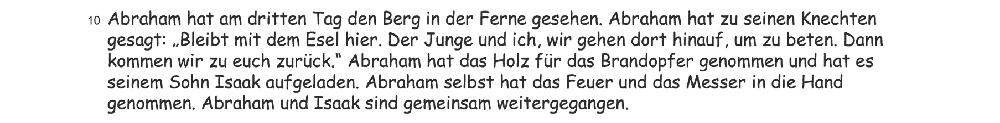 10 Abraham hat am dritten Tag den Berg in der Ferne gesehen. Abraham hat zu seinen Knechten
gesagt: „Bleibt mit dem Esel hier. Der Junge und ich, wir gehen dort hinauf, um zu beten. Dann
kommen wir zu euch zurück.“ Abraham hat das Holz für das Brandopfer genommen und hat es
seinem Sohn Isaak aufgeladen. Abraham selbst hat das Feuer und das Messer in die Hand
genommen. Abraham und Isaak sind gemeinsam weitergegangen.